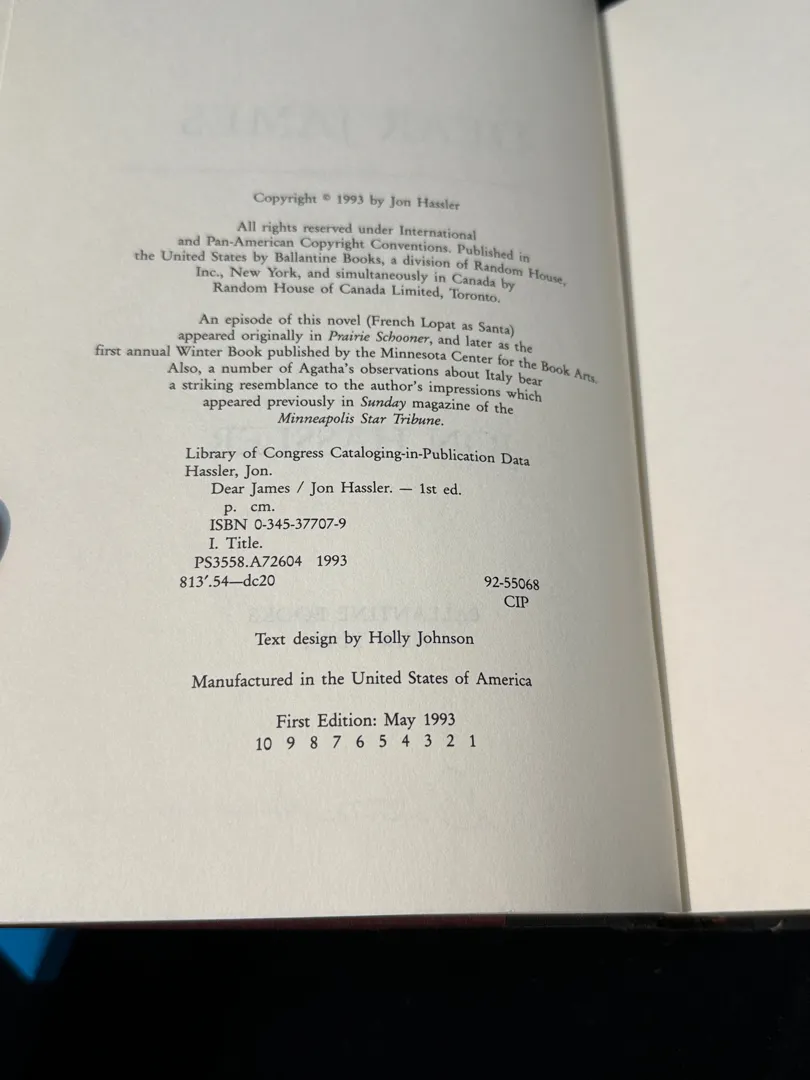 Copyright © 1993 by Jon Hassler
All rights reserved under International
and Pan-American Copyright Conventions. Published in
the United States by Ballantine Books, a division of Random House,
Inc., New York, and simultaneously in Canada by
Random House of Canada Limited, Toronto.
An episode of this novel (French Lopat as Santa)
appeared originally in Prairie Schooner, and later as the
first annual Winter Book published by the Minnesota Center for the Book Arts.
Also, a number of Agatha's observations about Italy bear
a striking resemblance to the author's impressions which
appeared previously in Sunday magazine of the
Minneapolis Star Tribune.
Library of Congress Cataloging-in-Publication Data
Hassler, Jon.
Dear James / Jon Hassler. — 1st ed.
p. cm.
ISBN 0-345-37707-9
I. Title.
PS3558.A72604 1993
813′.54—dc20 92-55068
CIP
Text design by Holly Johnson
Manufactured in the United States of America
First Edition: May 1993
10 9 8 7 6 5 4 3 2 1